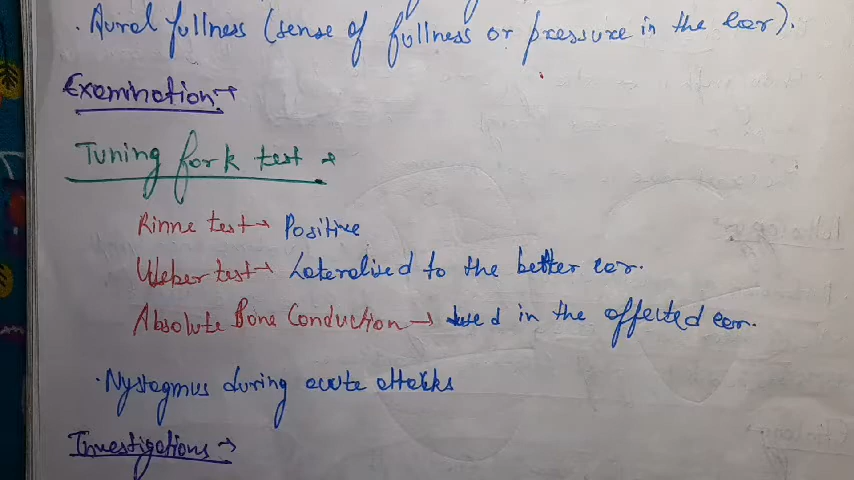 . Aural fullness (sense of fullness or pressure in the ear).
Examination→
Tuning fork test →
Rinne test→ Positive
Weber test→ Lateralised to the better ear.
Absolute Bone Conduction → in the affected ear.
. Nystagmus during acute attacks
Investigations→